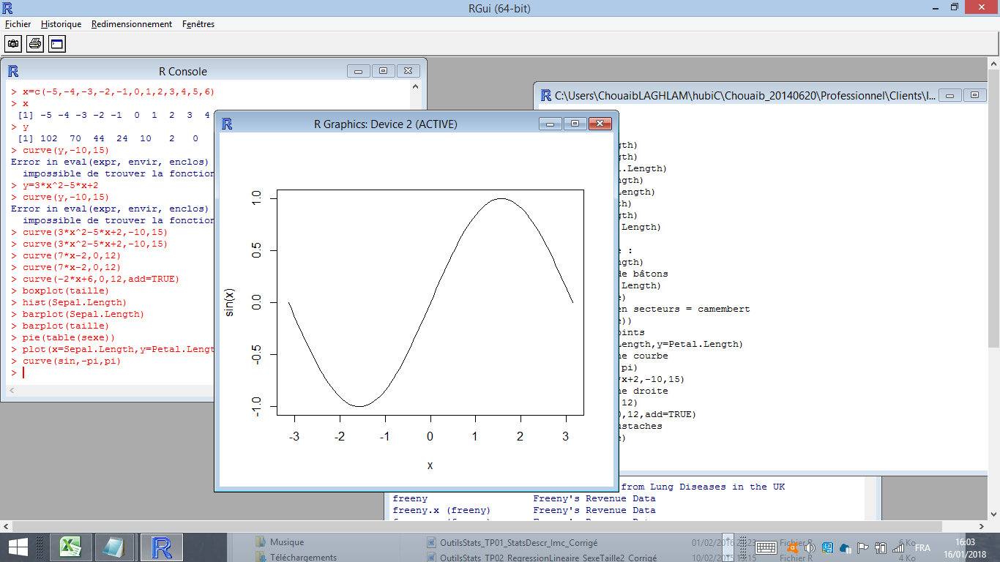 RGui (64-bit)
Fichier Historique Redimensionnement Fenêtres
R Console
> x=c(-5,-4,-3,-2,-1,0,1,2,3,4,5,6)
> x
[1] -5 -4 -3 -2 -1 0 1 2 3 4
> y
[1] 102 70 44 24 10 2 0
> curve(y,-10,15)
Error in eval(expr, envir, enclos)
impossible de trouver la fonction
> y=3*x^2-5*x+2
> curve(y,-10,15)
Error in eval(expr, envir, enclos)
impossible de trouver la fonction
> curve(3*x^2-5*x+2,-10,15)
> curve(3*x^2-5*x+2,-10,15)
> curve(7*x-2,0,12)
> curve(7*x-2,0,12)
> curve(-2*x+6,0,12,add=TRUE)
> boxplot(taille)
> hist(Sepal.Length)
> barplot(Sepal.Length)
> barplot(taille)
> pie(table(sexe))
> plot(x=Sepal.Length,y=Petal.Lengt
> curve(sin,-pi,pi)
>
R Graphics: Device 2 (ACTIVE)
1.0
0.5
0.0
-0.5
-1.0
sin(x)
-3 -2 -1 0 1 2 3
x
C:\Users\ChouaibLAGHLAM\hubiC\Chouaib_20140620\Professionnel\Clients\I...
gth)
gth)
l.Length)
ngth)
Length)
th)
gth)
.Length)
e :
ngth)
de bâtons
.Length)
e)
en secteurs = camembert
e))
oints
Length,y=Petal.Length)
ne courbe
pi)
*x+2,-10,15)
ne droite
12)
0,12,add=TRUE)
ustaches
e)
from Lung Diseases in the UK
freeny Freeny's Revenue Data
freeny.x (freeny) Freeny's Revenue Data
Musique
OutilsStats_TP01_StatsDescr_Imc_Corrigé
Fichier R
6 Ko
Téléchargements
OutilsStats_TP02_RegressionLineaire_SexeTaille2_Corrigé
Fichier R
4 Ko
FRA
16:03
16/01/2018